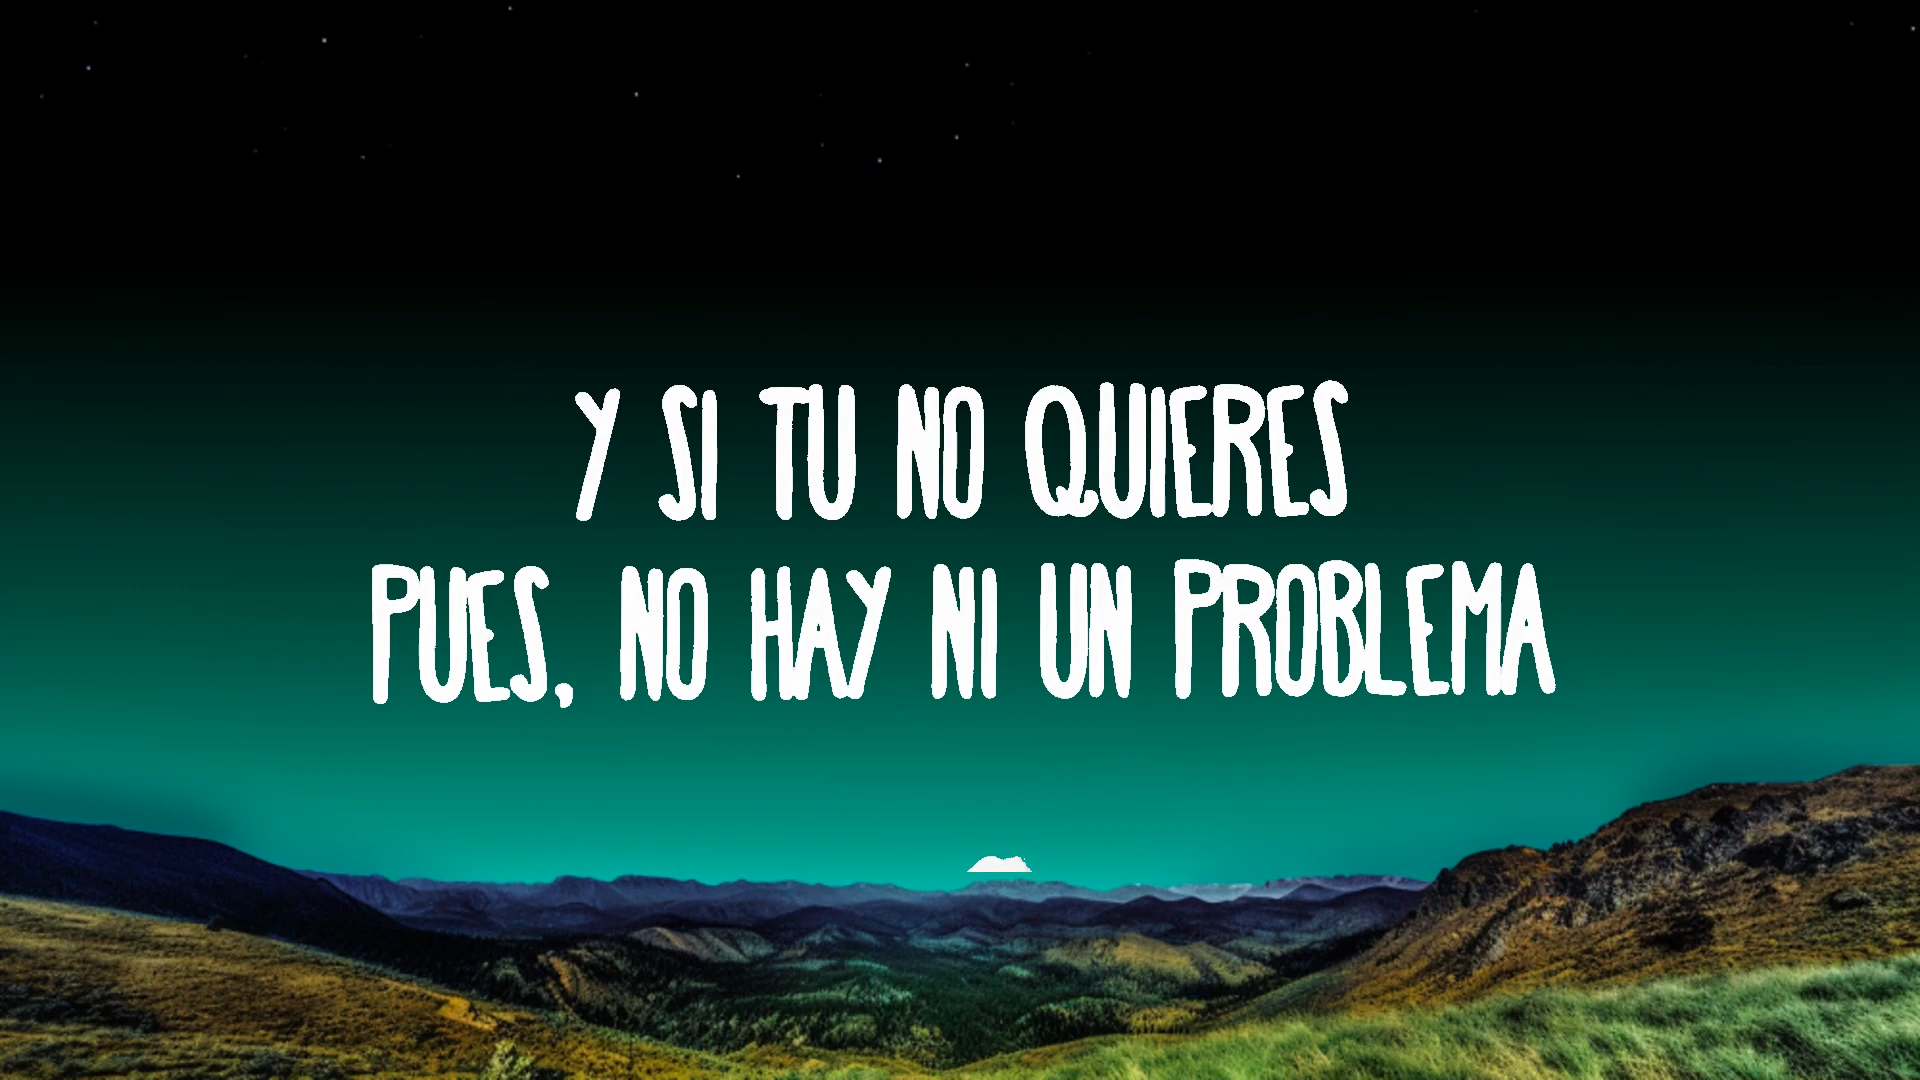 Y SI TU NO QUIERES
PUES, NO HAY NI UN PROBLEMA